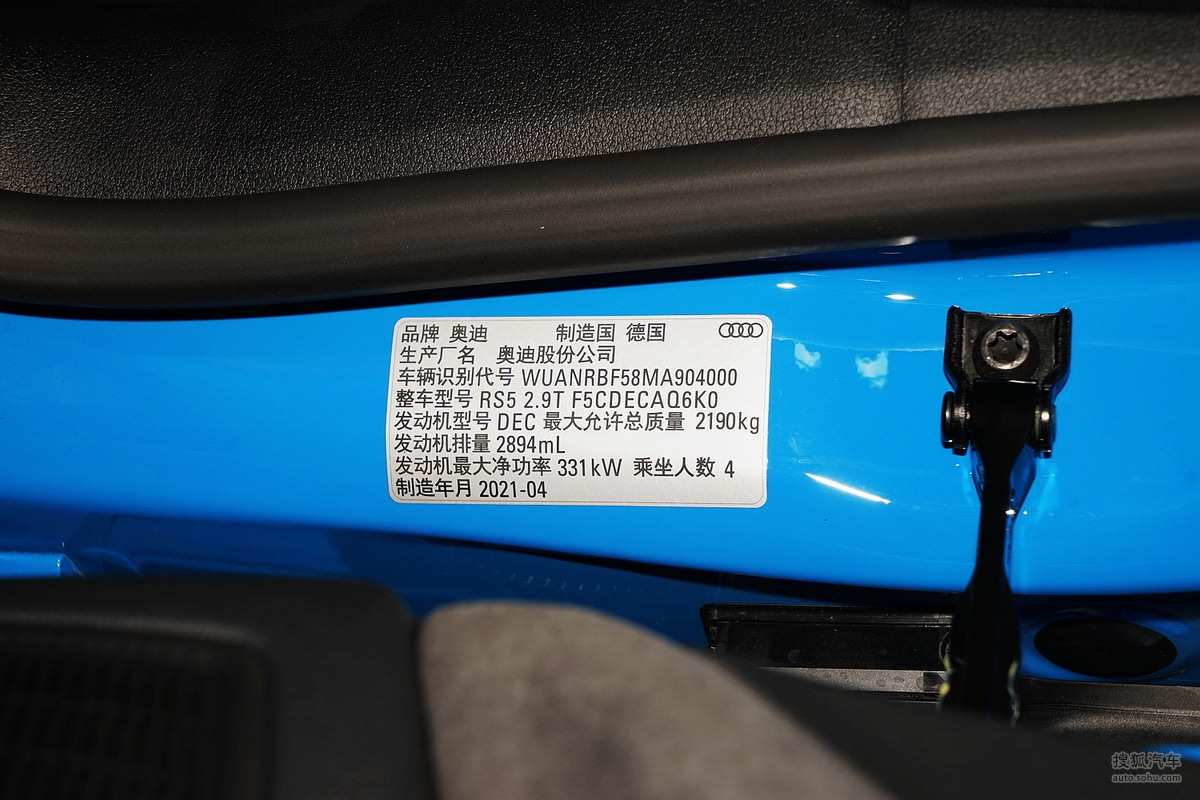 品牌 奥迪 制造国 德国
生产厂名 奥迪股份公司
车辆识别代号 WUANRBF58MA904000
整车型号 RS5 2.9T F5CDECAQ6K0
发动机型号 DEC 最大允许总质量 2190kg
发动机排量 2894mL
发动机最大净功率 331kW 乘坐人数 4
制造年月 2021-04
搜狐汽车
auto.sohu.com